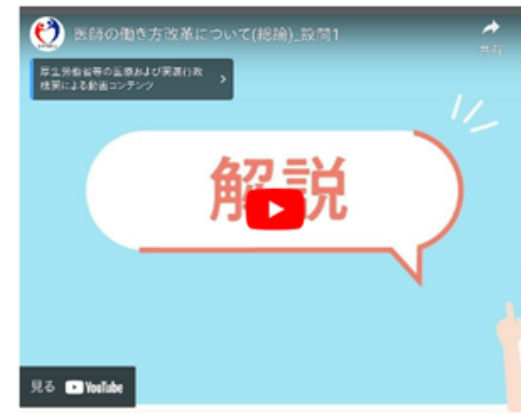 医師の働き方改革について(総論)_設問1
共有
厚生労働省等の医療および関連行政
機関による動画コンテンツ
解説
見る YouTube